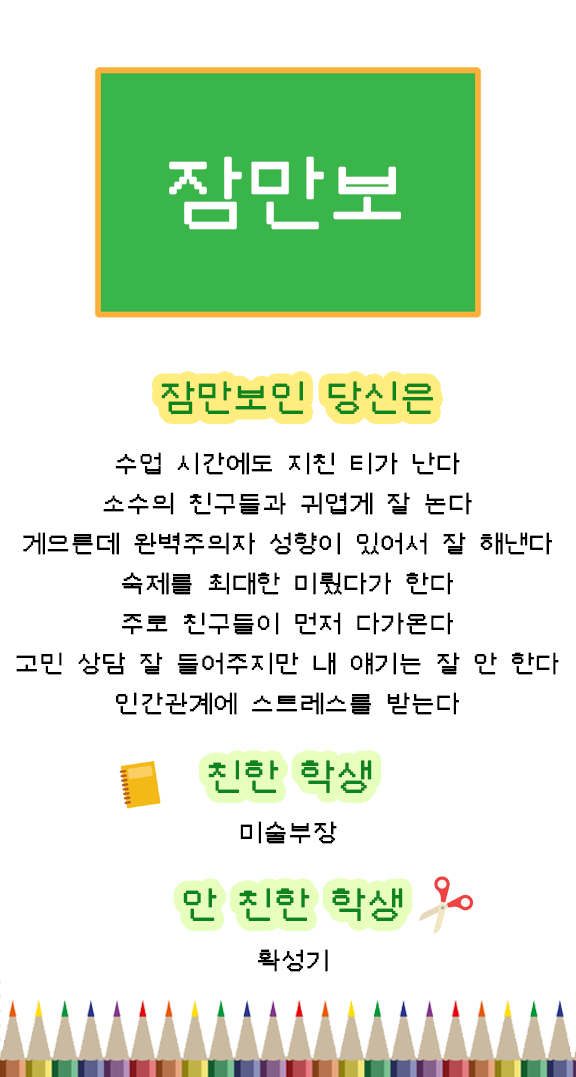 잠만보
잠만보인 당신은
수업 시간에도 지친 티가 난다
소수의 친구들과 귀엽게 잘 논다
게으른데 완벽주의자 성향이 있어서 잘 해낸다
숙제를 최대한 미뤘다가 한다
주로 친구들이 먼저 다가온다
고민 상담 잘 들어주지만 내 얘기는 잘 안 한다
인간관계에 스트레스를 받는다
친한 학생
미술부장
안 친한 학생
확성기